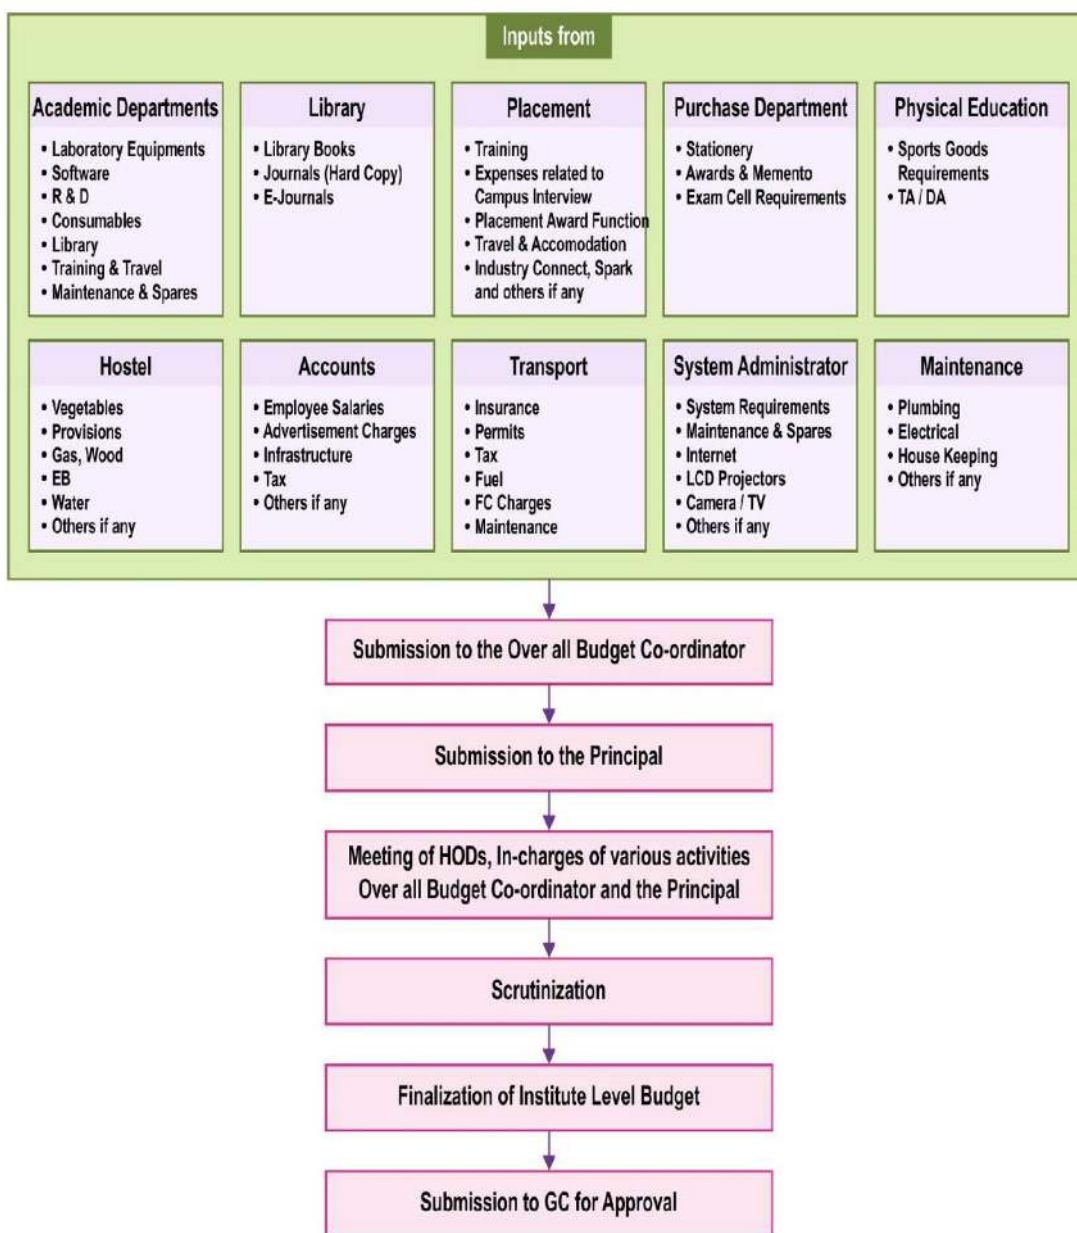 Inputs from
Academic Departments
• Laboratory Equipments
• Software
• R & D
• Consumables
• Library
• Training & Travel
• Maintenance & Spares
Library
• Library Books
• Journals (Hard Copy)
• E-Journals
Placement
• Training
• Expenses related to
Campus Interview
• Placement Award Function
• Travel & Accomodation
• Industry Connect, Spark
and others if any
Purchase Department
• Stationery
• Awards & Memento
• Exam Cell Requirements
Physical Education
• Sports Goods
Requirements
• TA / DA
Hostel
• Vegetables
• Provisions
• Gas, Wood
• EB
• Water
• Others if any
Accounts
• Employee Salaries
• Advertisement Charges
• Infrastructure
• Tax
• Others if any
Transport
• Insurance
• Permits
• Tax
• Fuel
• FC Charges
• Maintenance
System Administrator
• System Requirements
• Maintenance & Spares
• Internet
• LCD Projectors
• Camera / TV
• Others if any
Maintenance
• Plumbing
• Electrical
• House Keeping
• Others if any
Submission to the Over all Budget Co-ordinator
Submission to the Principal
Meeting of HODs, In-charges of various activities
Over all Budget Co-ordinator and the Principal
Scrutinization
Finalization of Institute Level Budget
Submission to GC for Approval